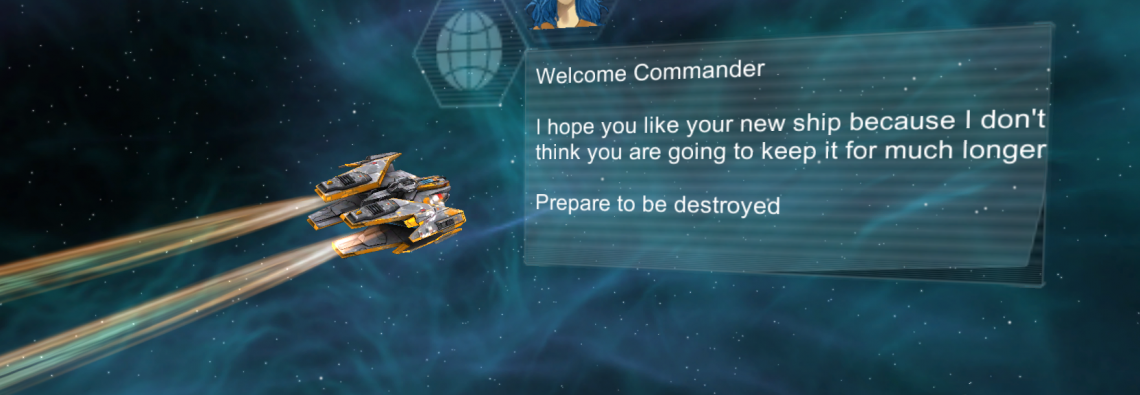 Welcome Commander
I hope you like your new ship because I don't
think you are going to keep it for much longer
Prepare to be destroyed